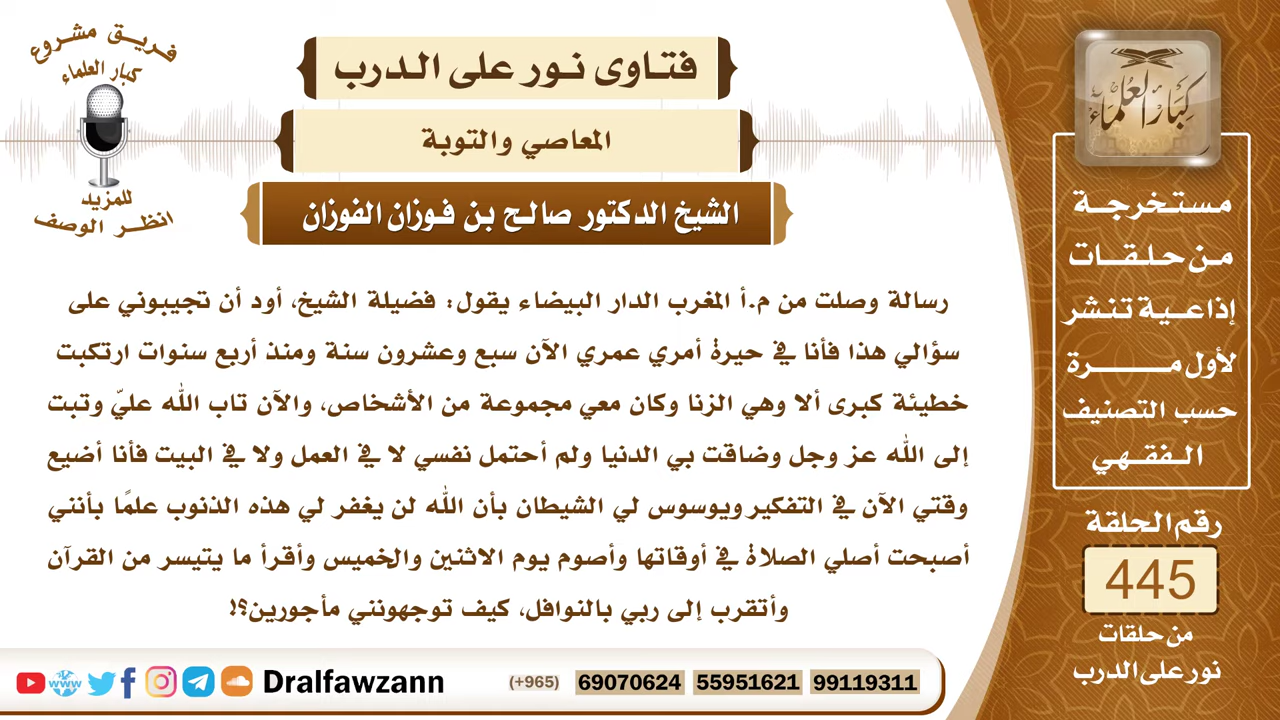 فريق مشروع
كبار العلماء
للمزيد
انظر الوصف
فتاوى نور على الدرب
المعاصي والتوبة
الشيخ الدكتور صالح بن فوزان الفوزان
رسالة وصلت من م.أ المغرب الدار البيضاء يقول: فضيلة الشيخ، أود أن تجيبوني على
سؤالي هذا فأنا في حيرة أمري عمري الآن سبع وعشرون سنة ومنذ أربع سنوات ارتكبت
خطيئة كبرى ألا وهي الزنا وكان معي مجموعة من الأشخاص، والآن تاب الله عليّ وتبت
إلى الله عز وجل وضاقت بي الدنيا ولم أحتمل نفسي لا في العمل ولا في البيت فأنا أضيع
وقتي الآن في التفكير ويوسوس لي الشيطان بأن الله لن يغفر لي هذه الذنوب علمًا بأنني
أصبحت أصلي الصلاة في أوقاتها وأصوم يوم الاثنين والخميس وأقرأ ما يتيسر من القرآن
وأتقرب إلى ربي بالنوافل، كيف توجهونني مأجورين؟!
كبار العلماء
مستخرجة
من حلقات
إذاعية تنشر
لأول مرة
حسب التصنيف
الفقهي
رقم الحلقة
445
من حلقات
نور على الدرب
www Dralfawzann (+965) 69070624 55951621 99119311